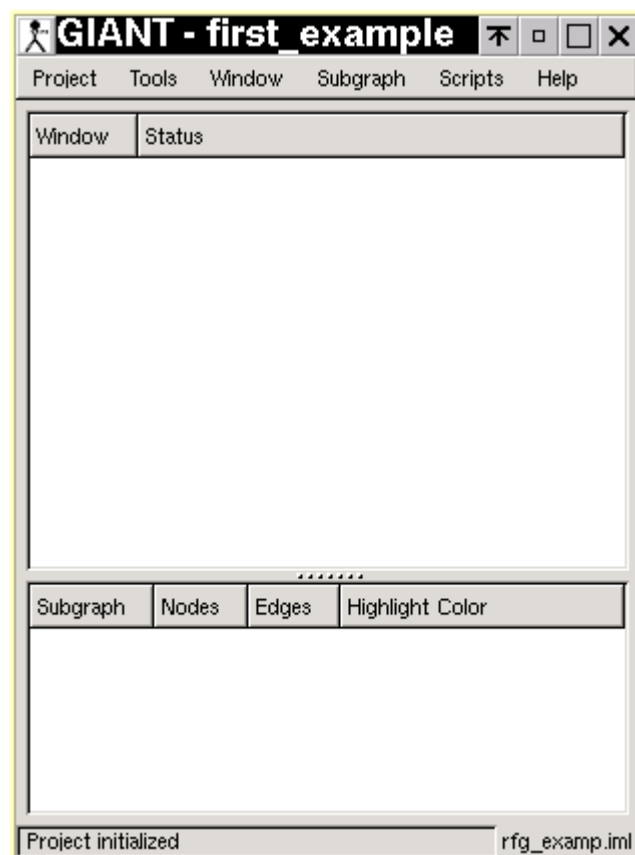 GIANT - first_example
Project Tools Window Subgraph Scripts Help
Window Status
Subgraph Nodes Edges Highlight Color
Project initialized rfg_examp.iml